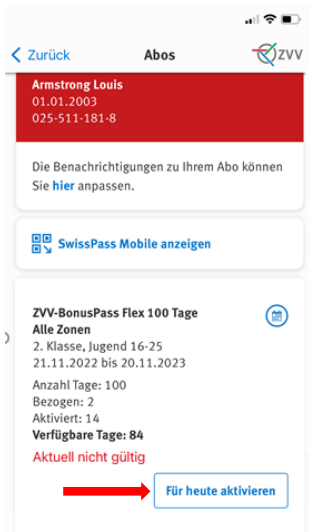 Zurück
Abos
ZVV
Armstrong Louis
01.01.2003
025-511-181-8
Die Benachrichtigungen zu Ihrem Abo können
Sie hier anpassen.
SwissPass Mobile anzeigen
ZVV-BonusPass Flex 100 Tage
Alle Zonen
2. Klasse, Jugend 16-25
21.11.2022 bis 20.11.2023
Anzahl Tage: 100
Bezogen: 2
Aktiviert: 14
Verfügbare Tage: 84
Aktuell nicht gültig
Für heute aktivieren